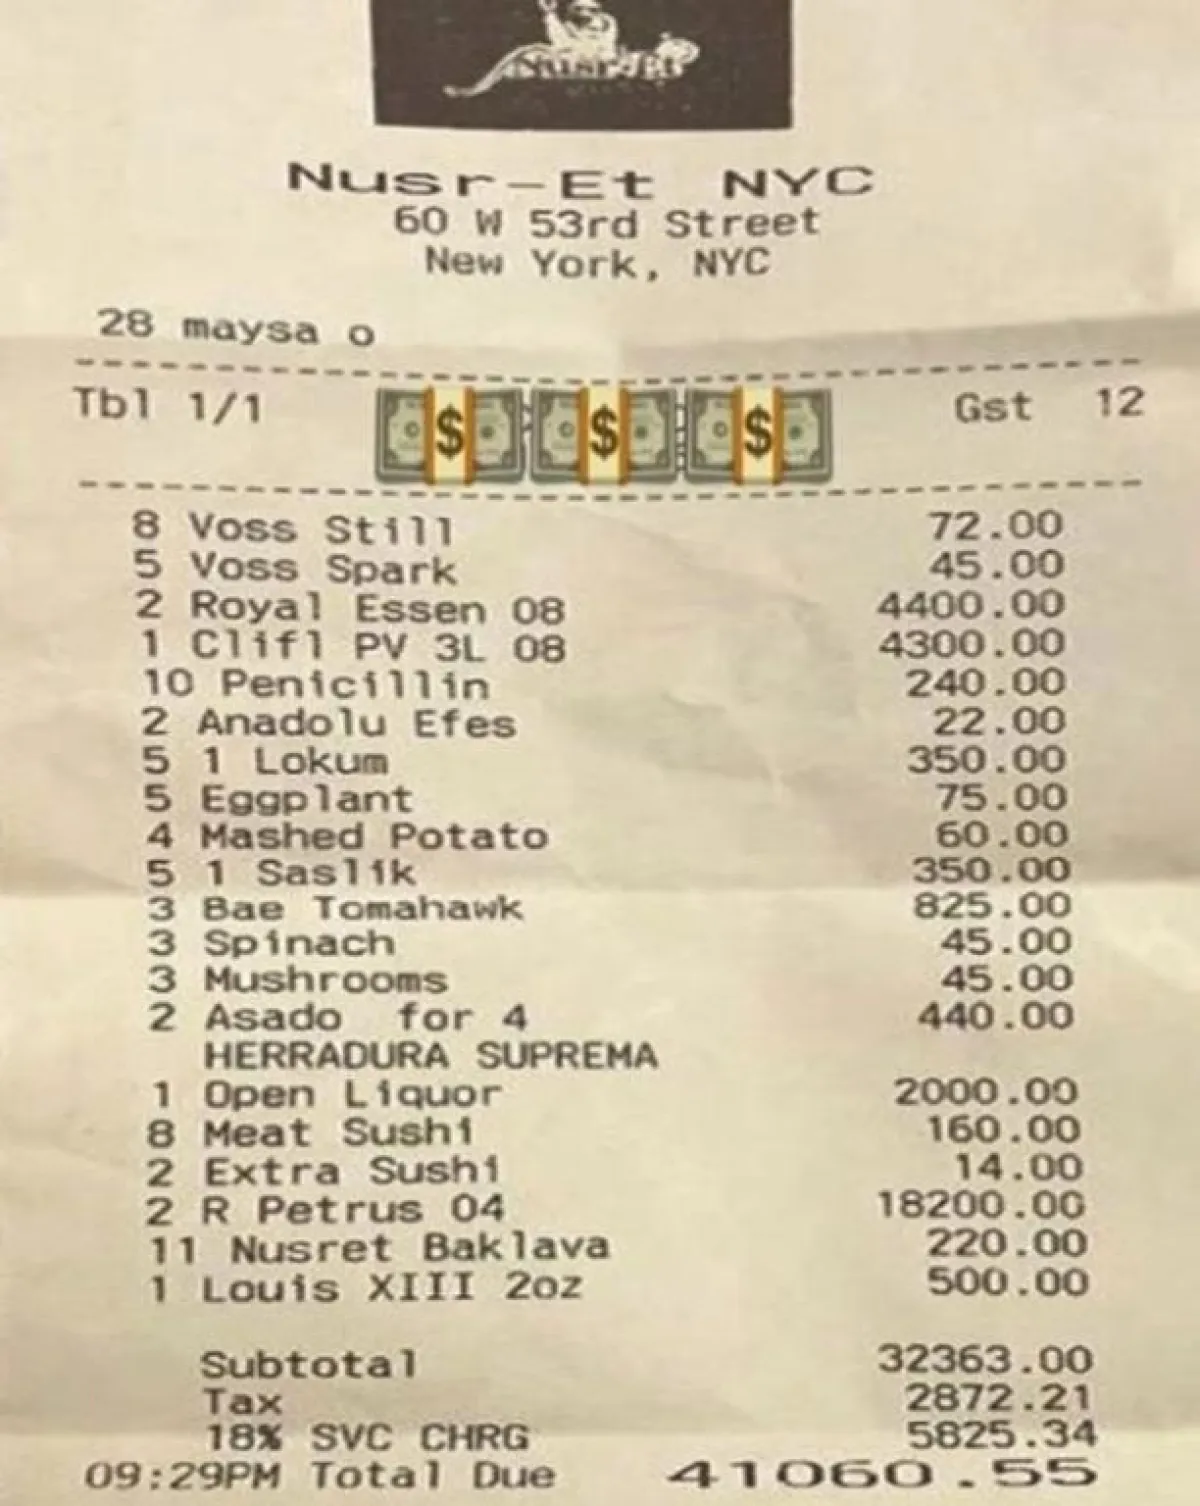 Nusr-Et
Nusr-Et NYC
60 W 53rd Street
New York, NYC
28 maysa o
Tbl 1/1 Gst 12
8 Voss Still 72.00
5 Voss Spark 45.00
2 Royal Essen 08 4400.00
1 Clifl PV 3L 08 4300.00
10 Penicillin 240.00
2 Anadolu Efes 22.00
5 1 Lokum 350.00
5 Eggplant 75.00
4 Mashed Potato 60.00
5 1 Saslik 350.00
3 Bae Tomahawk 825.00
3 Spinach 45.00
3 Mushrooms 45.00
2 Asado for 4 440.00
HERRADURA SUPREMA
1 Open Liquor 2000.00
8 Meat Sushi 160.00
2 Extra Sushi 14.00
2 R Petrus 04 18200.00
11 Nusret Baklava 220.00
1 Louis XIII 2oz 500.00
Subtotal 32363.00
Tax 2872.21
18% SVC CHRG 5825.34
09:29PM Total Due 41060.55